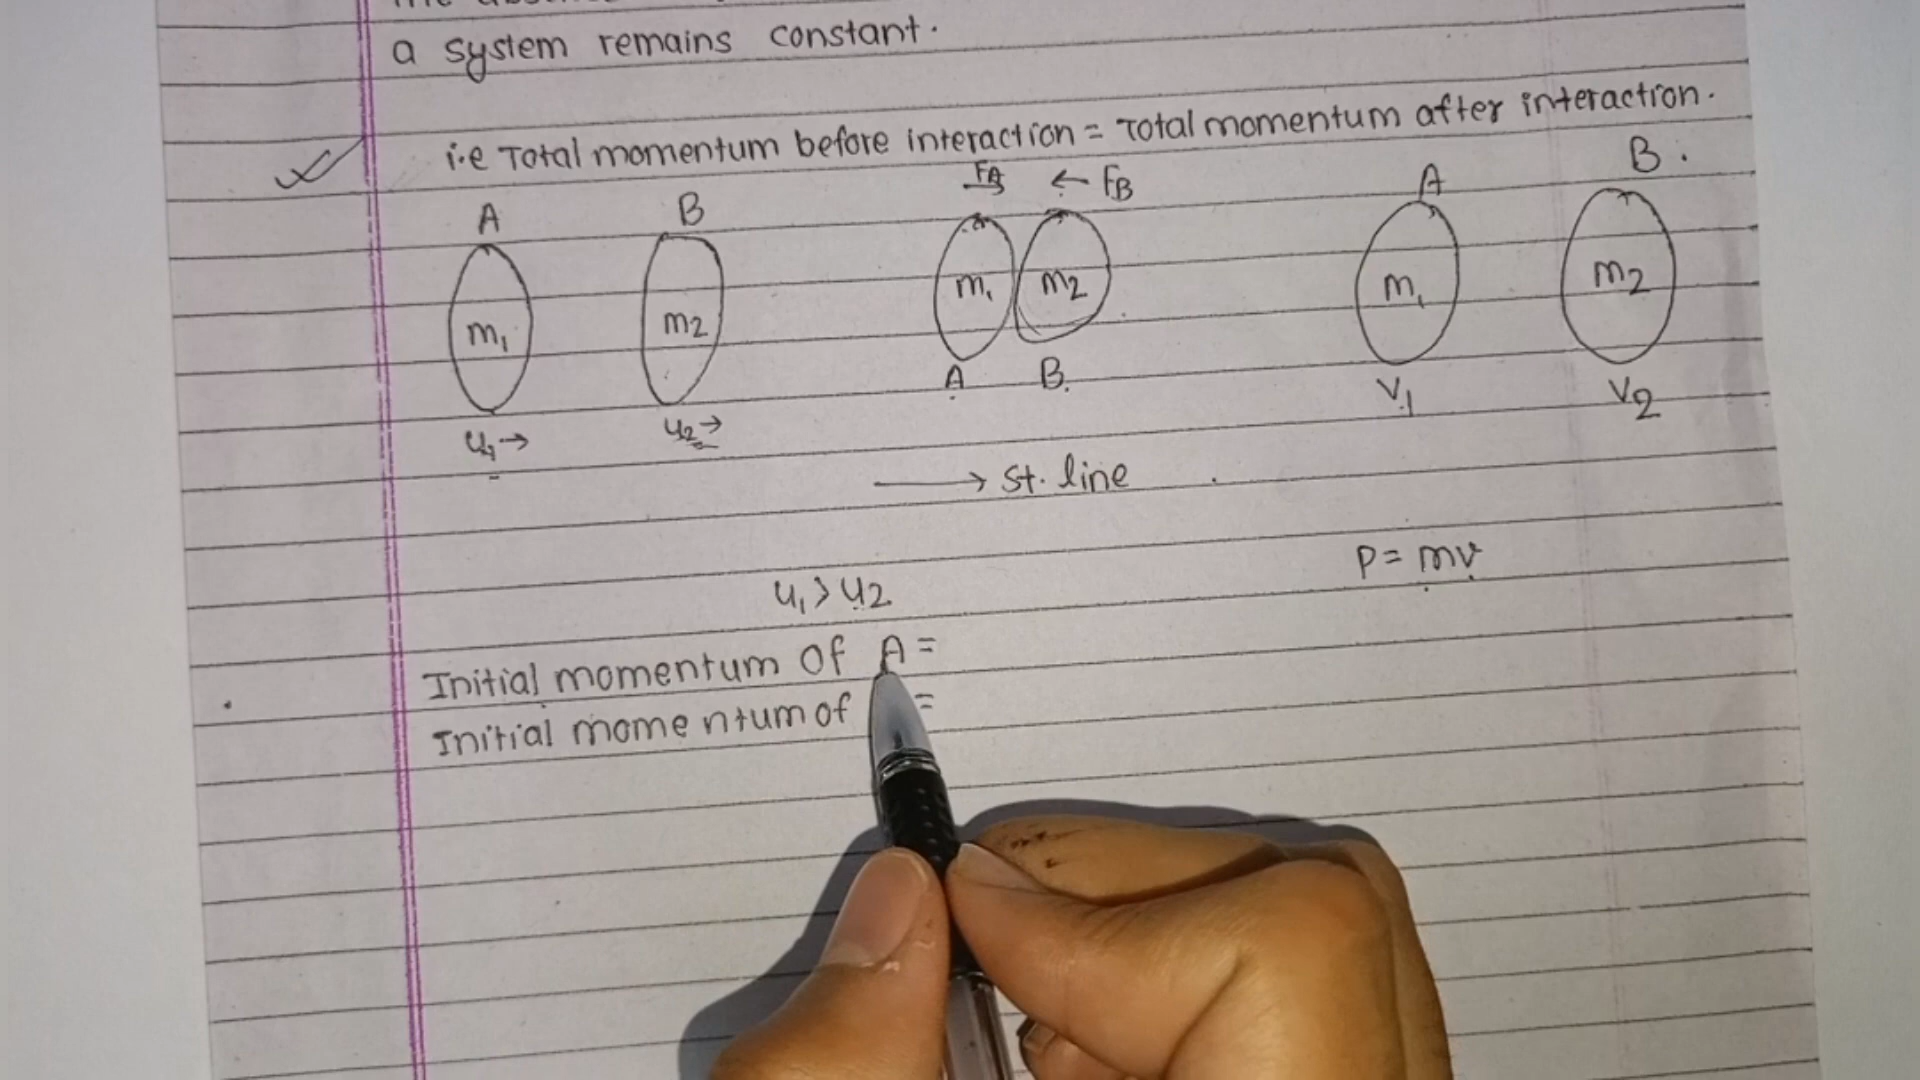 a system remains constant.
i.e Total momentum before interaction = Total momentum after interaction.
A B FA ← FB A B
m1 m2 m1 m2 m1 m2
u1→ u2→ A B V1 V2
→ St. line
P = mv
u1 > u2
Initial momentum of A =
Initial momentum of =